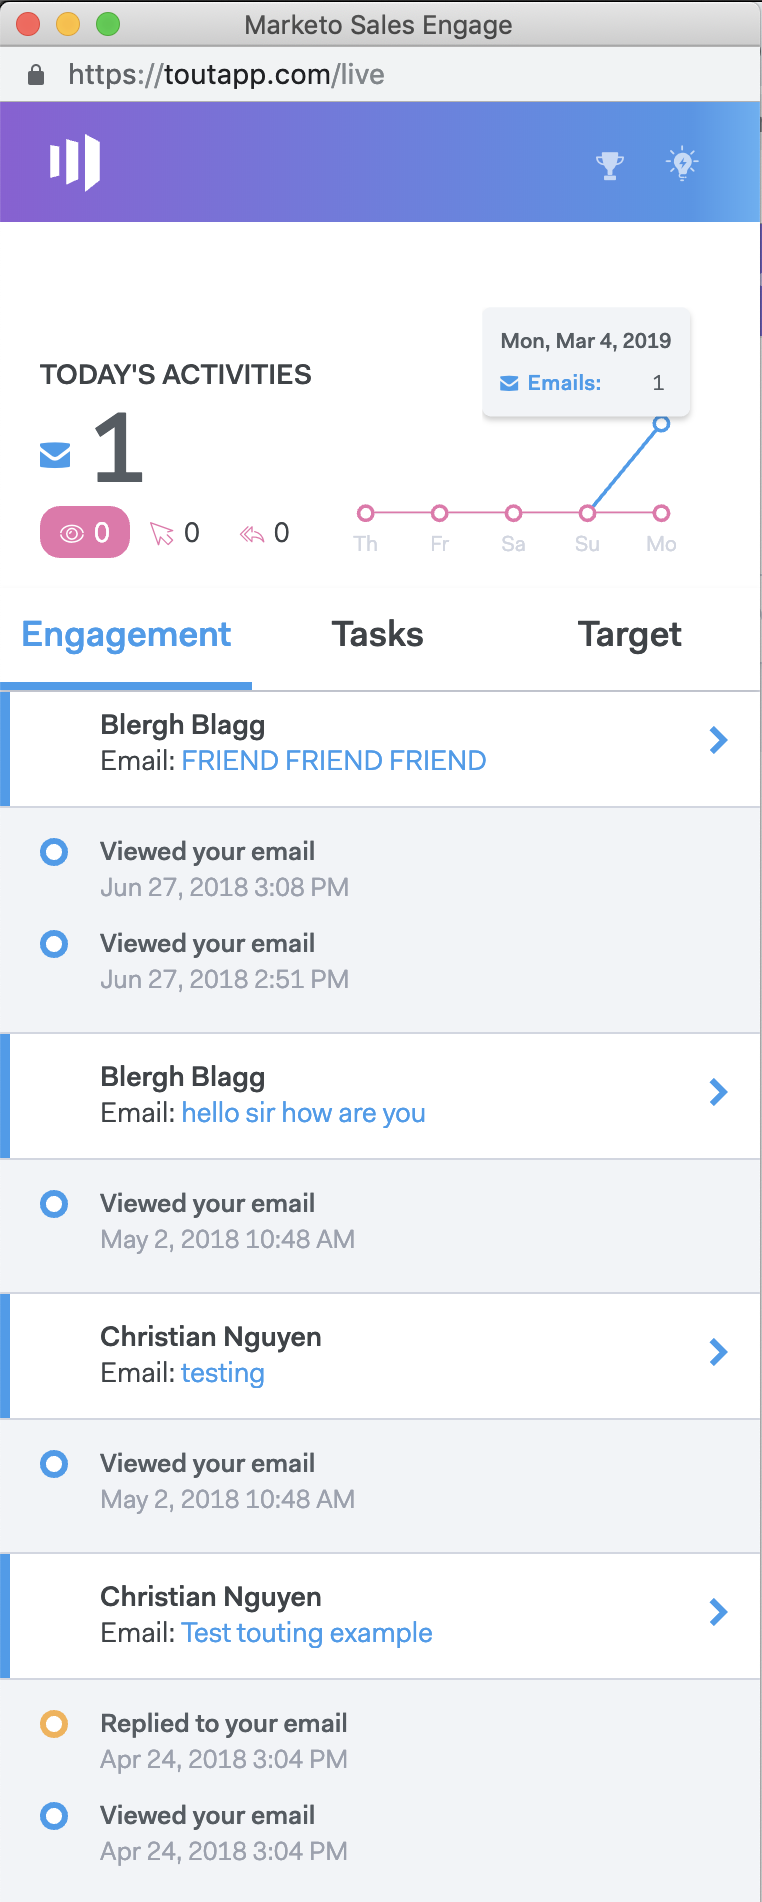 Marketo Sales Engage
https://toutapp.com/live
Mon, Mar 4, 2019
Emails: 1
TODAY'S ACTIVITIES
1
0 0 0
Th Fr Sa Su Mo
Engagement Tasks Target
Blergh Blagg
Email: FRIEND FRIEND FRIEND
Viewed your email
Jun 27, 2018 3:08 PM
Viewed your email
Jun 27, 2018 2:51 PM
Blergh Blagg
Email: hello sir how are you
Viewed your email
May 2, 2018 10:48 AM
Christian Nguyen
Email: testing
Viewed your email
May 2, 2018 10:48 AM
Christian Nguyen
Email: Test touting example
Replied to your email
Apr 24, 2018 3:04 PM
Viewed your email
Apr 24, 2018 3:04 PM